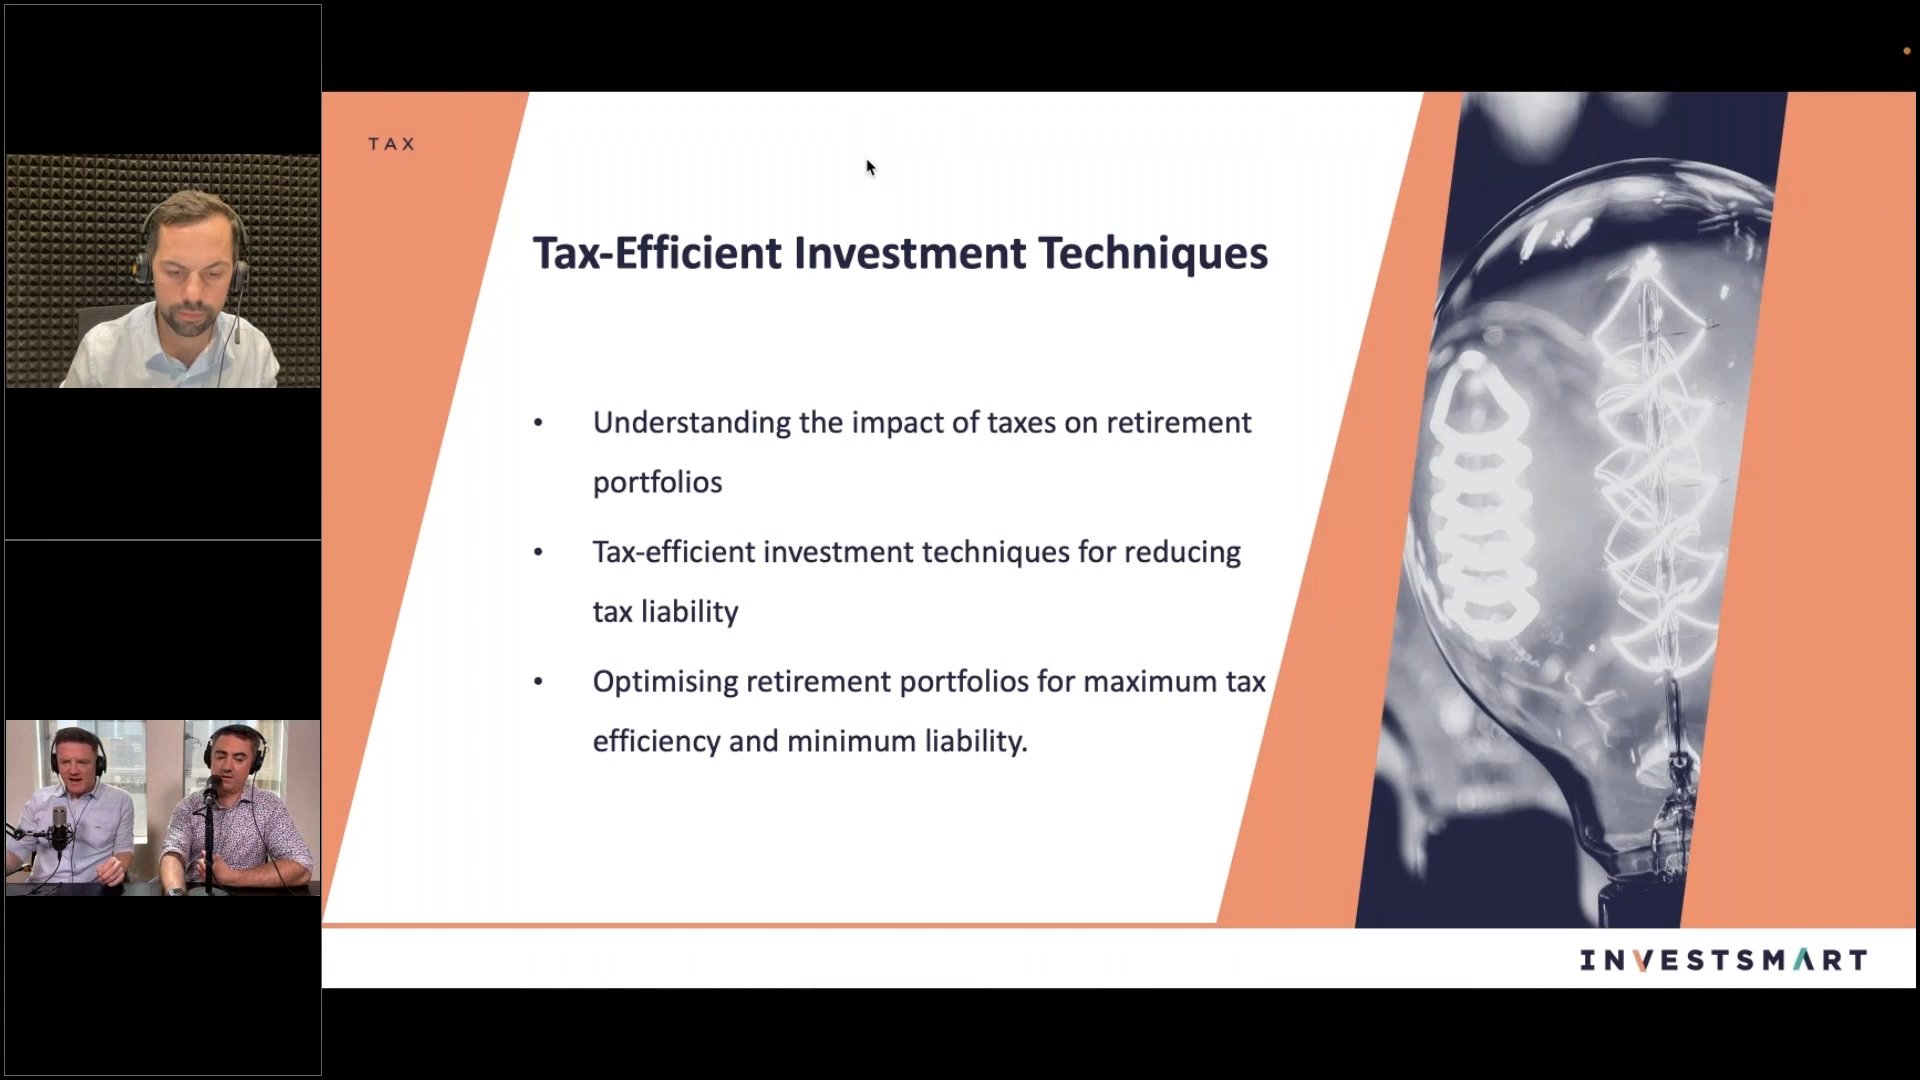 TAX
Tax-Efficient Investment Techniques
• Understanding the impact of taxes on retirement
portfolios
• Tax-efficient investment techniques for reducing
tax liability
• Optimising retirement portfolios for maximum tax
efficiency and minimum liability.
INVESTSMART